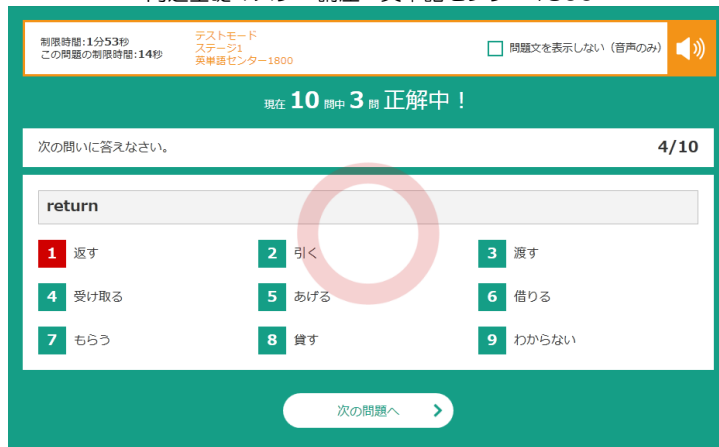 制限時間:1分53秒
この問題の制限時間:14秒
テストモード
ステージ1
英単語センター1800
問題文を表示しない（音声のみ）
現在 10 問中 3 問 正解中！
次の問いに答えなさい。 4/10
return
1 返す 2 引く 3 渡す
4 受け取る 5 あげる 6 借りる
7 もらう 8 貸す 9 わからない
次の問題へ